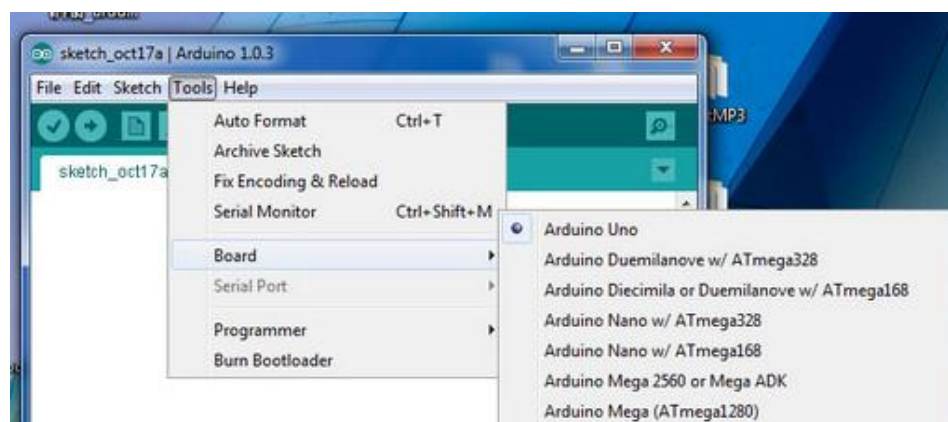 sketch_oct17a | Arduino 1.0.3
File Edit Sketch Tools Help
MP3
sketch_oct17a
Auto Format Ctrl+T
Archive Sketch
Fix Encoding & Reload
Serial Monitor Ctrl+Shift+M
Board
Serial Port
Programmer
Burn Bootloader
Arduino Uno
Arduino Duemilanove w/ ATmega328
Arduino Diecimila or Duemilanove w/ ATmega168
Arduino Nano w/ ATmega328
Arduino Nano w/ ATmega168
Arduino Mega 2560 or Mega ADK
Arduino Mega (ATmega1280)